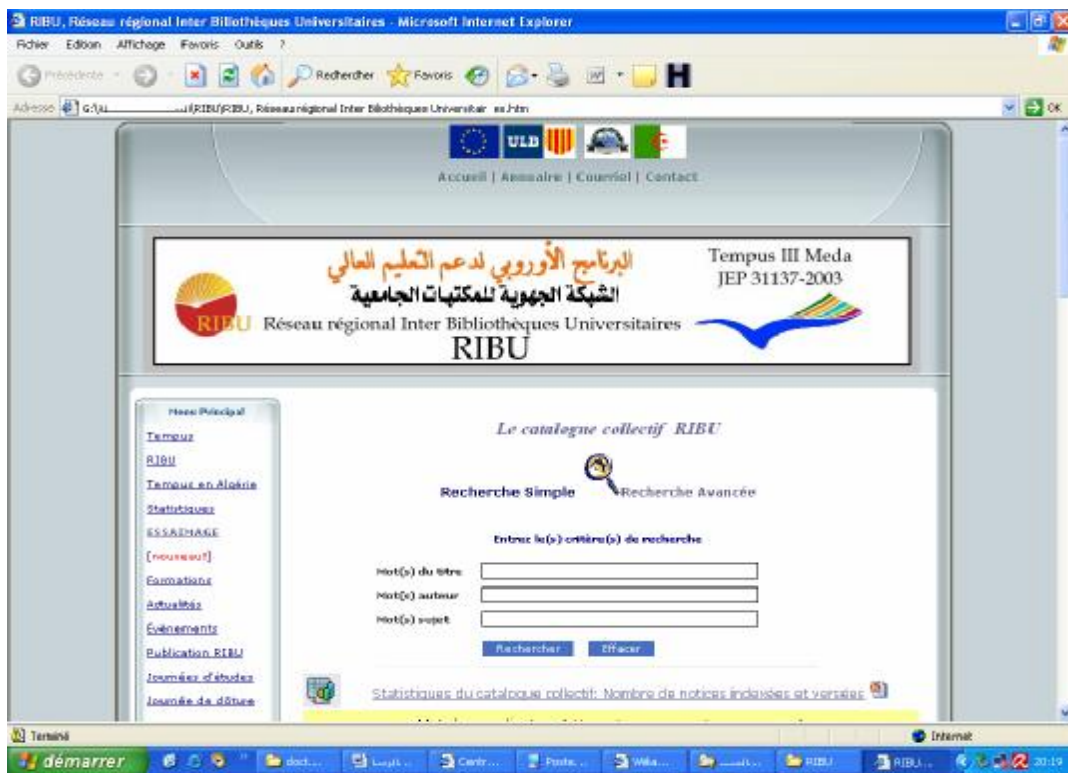 RIBU, Réseau régional Inter Biliothèques Universitaires - Microsoft Internet Explorer
Fichier Edition Affichage Favoris Outils ?
Précédente Rechercher Favoris
Adresse OK
ULB
Accueil | Annuaire | Courriel | Contact
البرنامج الأوروبي لدعم التعليم العالي
الشبكة الجهوية للمكتبات الجامعية
Réseau régional Inter Bibliothèques Universitaires
RIBU
RIBU
Tempus III Meda
JEP 31137-2003
Menu Principal
Tempus
RIBU
Tempus en Algérie
Statistiques
ESSAIMAGE
[nouveau!]
Formations
Actualités
Evénements
Publication RIBU
Journées d'études
Journée de clôture
Le catalogue collectif RIBU
Recherche Simple Recherche Avancée
Entrez le(s) critère(s) de recherche
Mot(s) du titre
Mot(s) auteur
Mot(s) sujet
Rechercher Effacer
Statistiques du catalogue collectif: Nombre de notices indexées et versées
Terminé Internet
démarrer RIBU RIBU,... 20:19